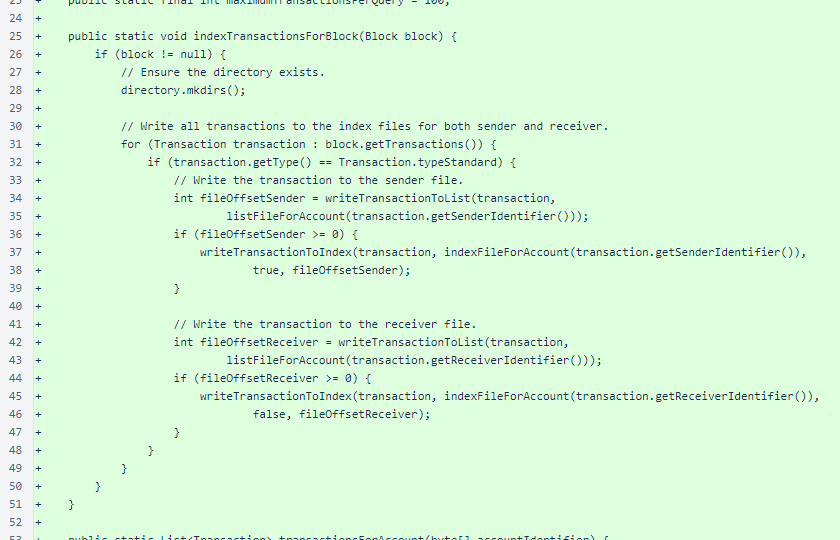 23 + public static final int maximumTransactionsPerQuery = 100;
24 +
25 + public static void indexTransactionsForBlock(Block block) {
26 + if (block != null) {
27 + // Ensure the directory exists.
28 + directory.mkdirs();
29 +
30 + // Write all transactions to the index files for both sender and receiver.
31 + for (Transaction transaction : block.getTransactions()) {
32 + if (transaction.getType() == Transaction.typeStandard) {
33 + // Write the transaction to the sender file.
34 + int fileOffsetSender = writeTransactionToList(transaction,
35 + listFileForAccount(transaction.getSenderIdentifier()));
36 + if (fileOffsetSender >= 0) {
37 + writeTransactionToIndex(transaction, indexFileForAccount(transaction.getSenderIdentifier()),
38 + true, fileOffsetSender);
39 + }
40 +
41 + // Write the transaction to the receiver file.
42 + int fileOffsetReceiver = writeTransactionToList(transaction,
43 + listFileForAccount(transaction.getReceiverIdentifier()));
44 + if (fileOffsetReceiver >= 0) {
45 + writeTransactionToIndex(transaction, indexFileForAccount(transaction.getReceiverIdentifier()),
46 + false, fileOffsetReceiver);
47 + }
48 + }
49 + }
50 + }
51 + }
52 +
53 + public static List<Transaction> transactionsForAccount(byte[] accountIdentifier) {